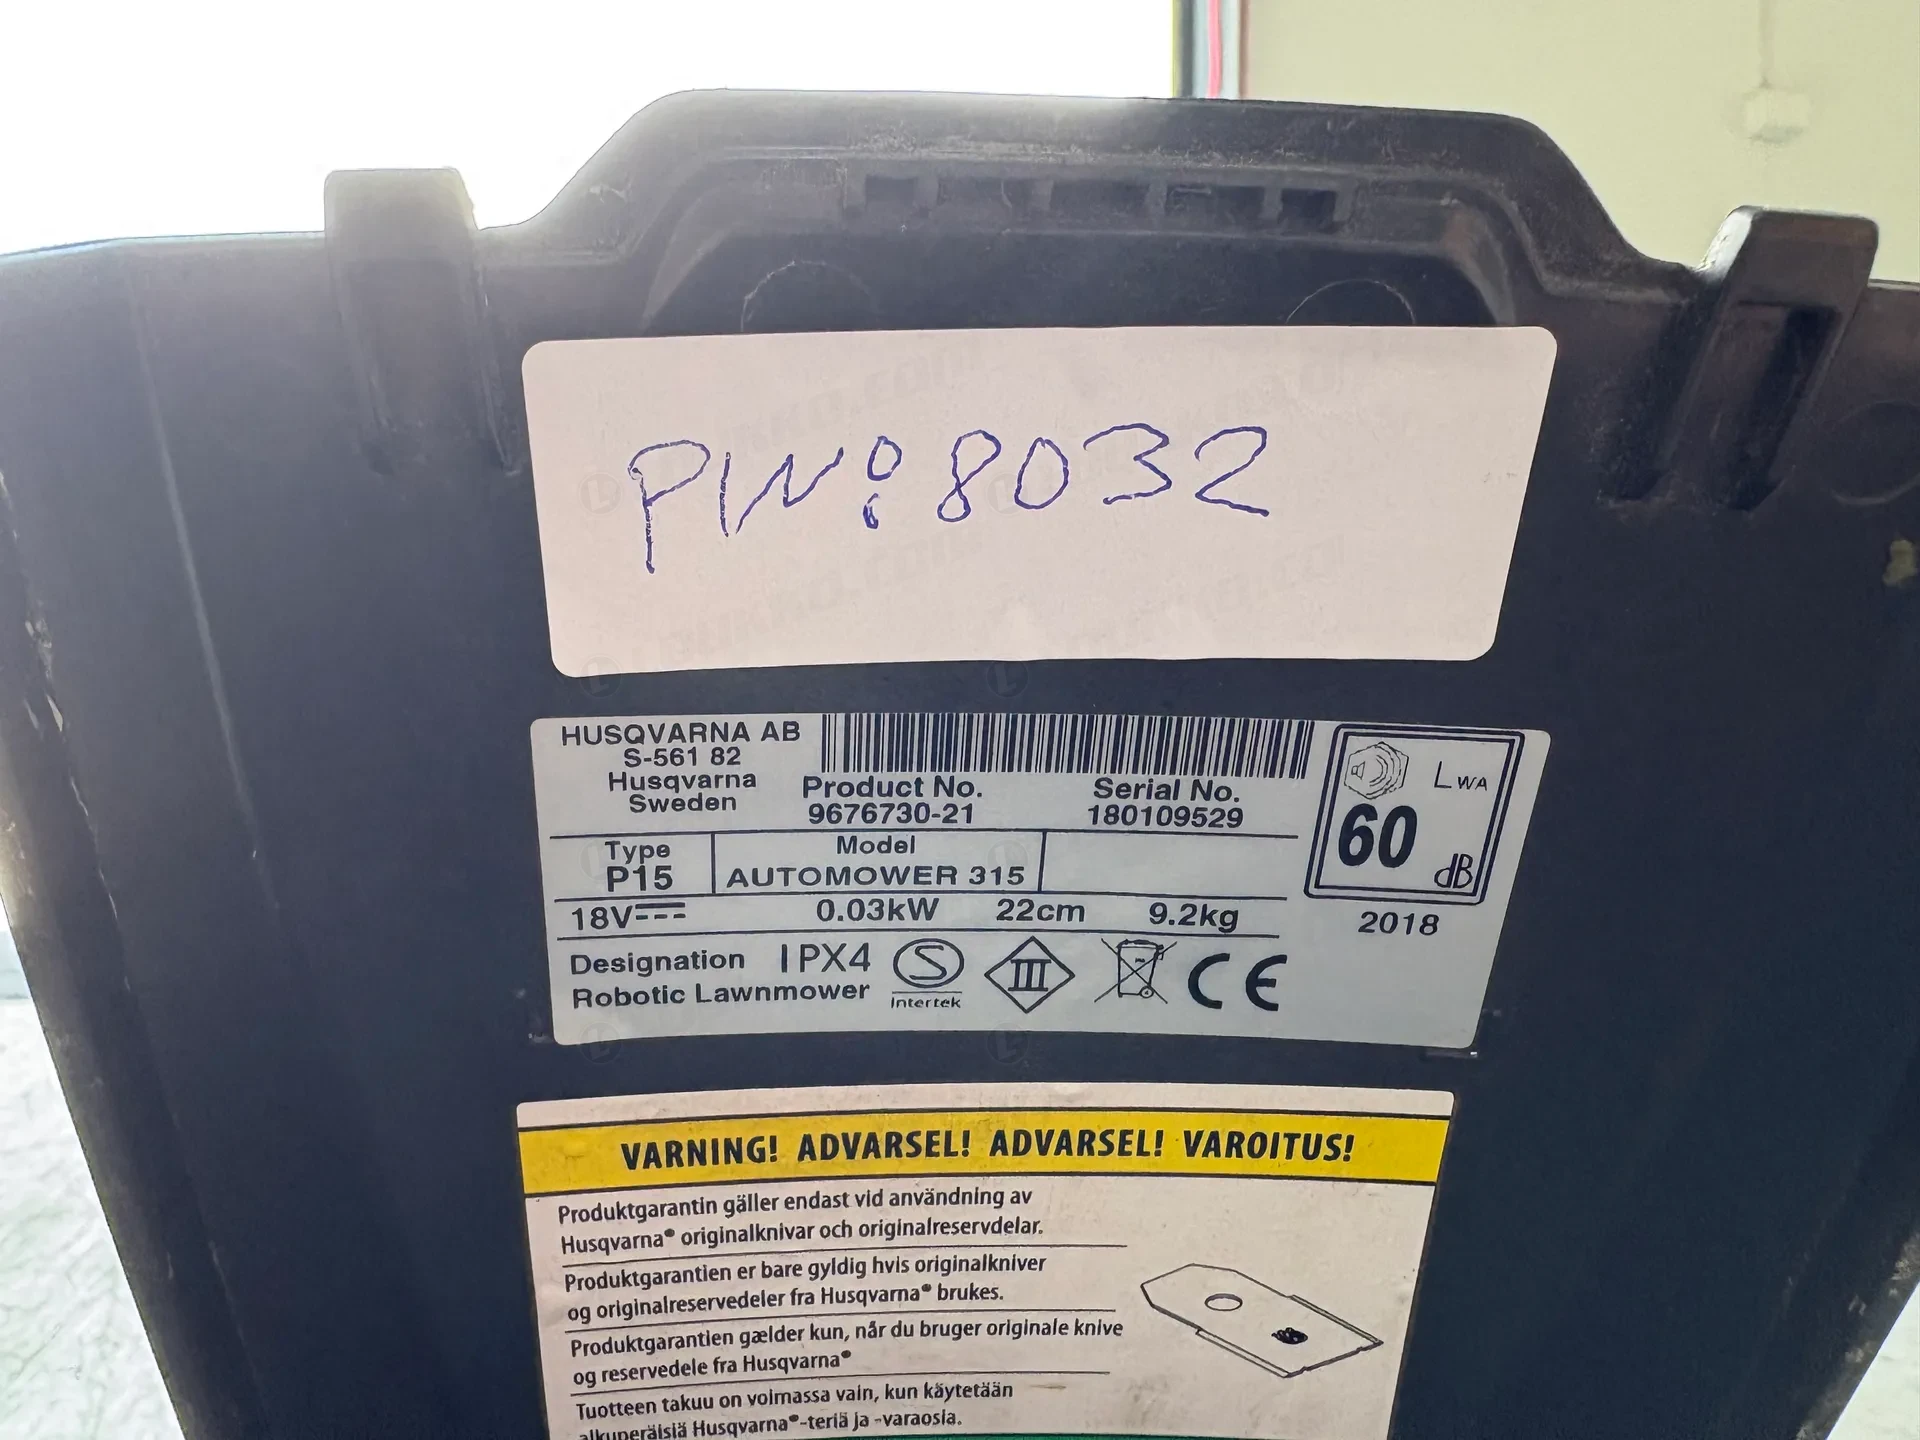 PIN: 8032
HUSQVARNA AB
S-561 82
Husqvarna
Sweden
Product No.
9676730-21
Serial No.
180109529
LWA
60
dB
2018
Type
P15
Model
AUTOMOWER 315
18V 0.03kW 22cm 9.2kg
Designation IPX4
Robotic Lawnmower
S
Intertek
III
CE
VARNING! ADVARSEL! ADVARSEL! VAROITUS!
Produktgarantin gäller endast vid användning av
Husqvarna® originalknivar och originalreservdelar.
Produktgarantien er bare gyldig hvis originalkniver
og originalreservedeler fra Husqvarna® brukes.
Produktgarantien gælder kun, når du bruger originale knive
og reservedele fra Husqvarna®
Tuotteen takuu on voimassa vain, kun käytetään
alkuperäisiä Husqvarna®-teriä ja -varaosia.